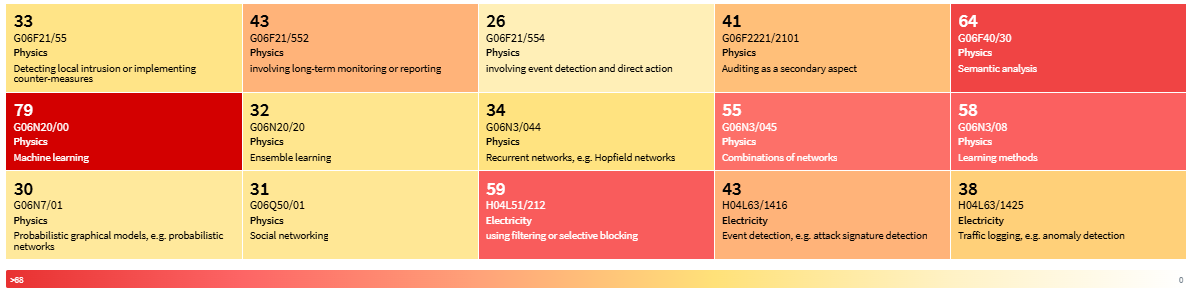 33
G06F21/55
Physics
Detecting local intrusion or implementing
counter-measures
43
G06F21/552
Physics
involving long-term monitoring or reporting
26
G06F21/554
Physics
involving event detection and direct action
41
G06F2221/2101
Physics
Auditing as a secondary aspect
64
G06F40/30
Physics
Semantic analysis
79
G06N20/00
Physics
Machine learning
32
G06N20/20
Physics
Ensemble learning
34
G06N3/044
Physics
Recurrent networks, e.g. Hopfield networks
55
G06N3/045
Physics
Combinations of networks
58
G06N3/08
Physics
Learning methods
30
G06N7/01
Physics
Probabilistic graphical models, e.g. probabilistic
networks
31
G06Q50/01
Physics
Social networking
59
H04L51/212
Electricity
using filtering or selective blocking
43
H04L63/1416
Electricity
Event detection, e.g. attack signature detection
38
H04L63/1425
Electricity
Traffic logging, e.g. anomaly detection
>68
0